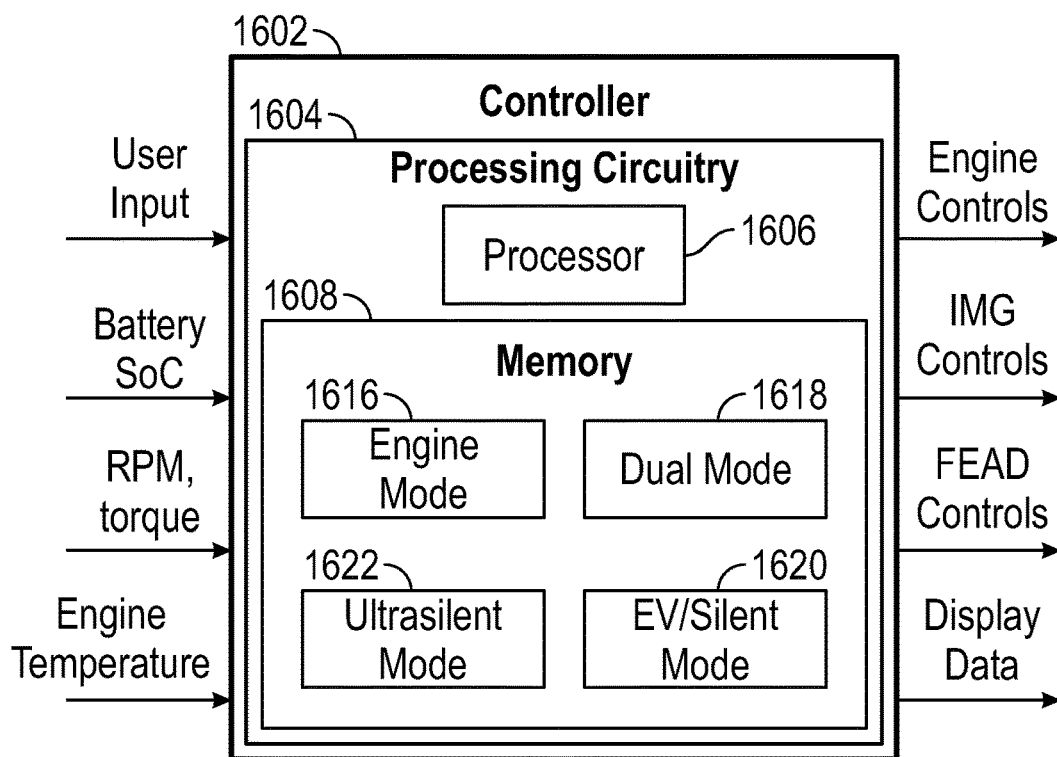 1602
Controller
1604
Processing Circuitry
Processor
1606
1608
Memory
1616
Engine
Mode
1618
Dual Mode
1622
Ultrasilent
Mode
1620
EV/Silent
Mode
User
Input
Battery
SoC
RPM,
torque
Engine
Temperature
Engine
Controls
IMG
Controls
FEAD
Controls
Display
Data